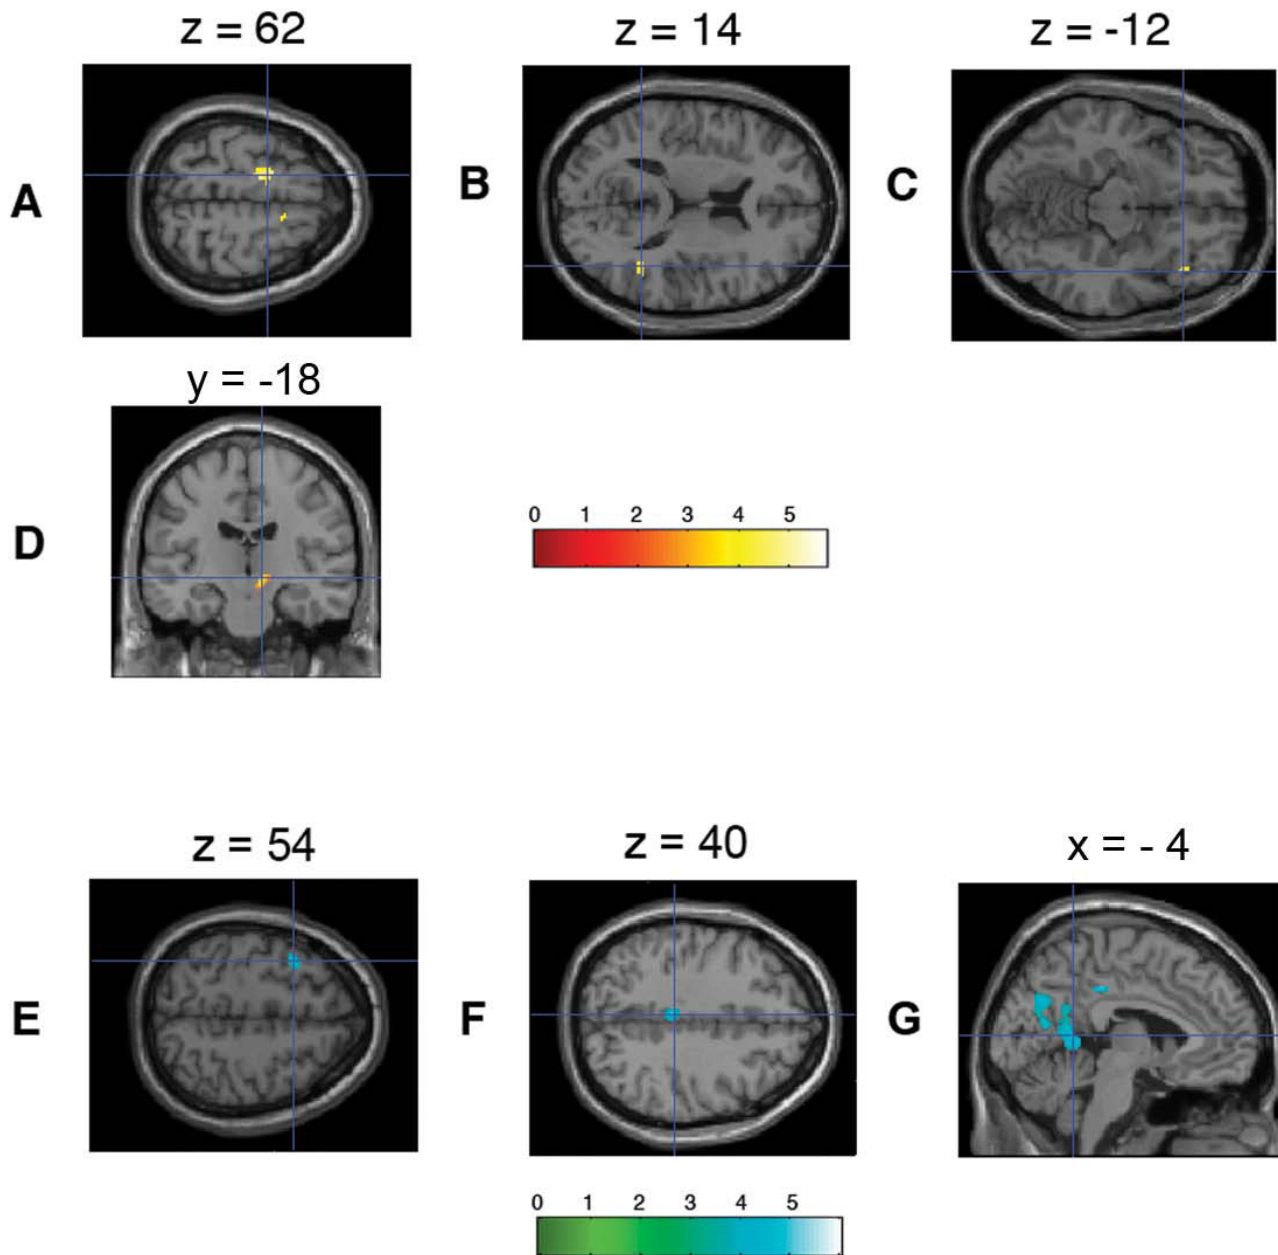 z = 62
z = 14
z = -12
A
B
C
y = -18
D
0 1 2 3 4 5
z = 54
z = 40
x = - 4
E
F
G
0 1 2 3 4 5